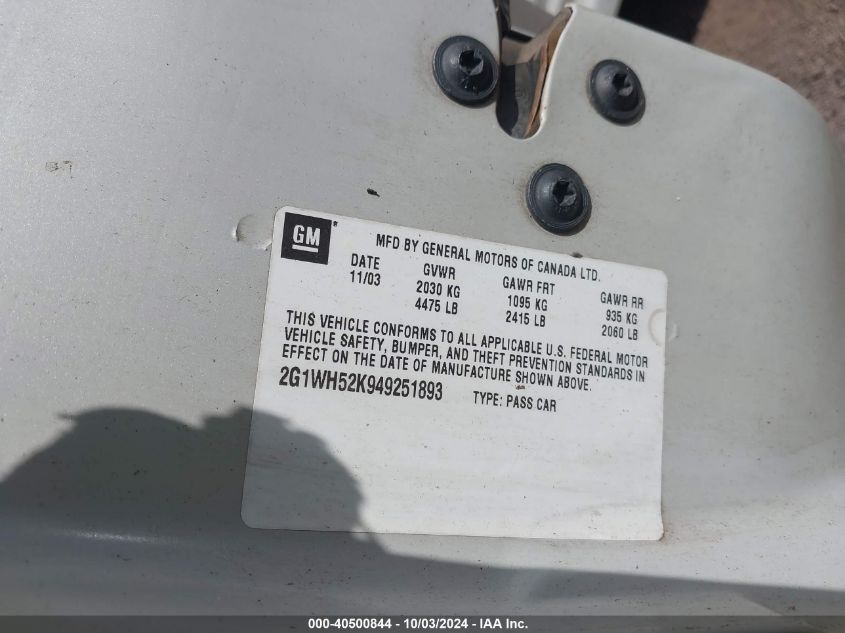 GM
MFD BY GENERAL MOTORS OF CANADA LTD.
DATE GVWR GAWR FRT GAWR RR
11/03 2030 KG 1095 KG 935 KG
4475 LB 2415 LB 2060 LB
THIS VEHICLE CONFORMS TO ALL APPLICABLE U.S. FEDERAL MOTOR
VEHICLE SAFETY, BUMPER, AND THEFT PREVENTION STANDARDS IN
EFFECT ON THE DATE OF MANUFACTURE SHOWN ABOVE.
2G1WH52K949251893 TYPE: PASS CAR
000-40500844 - 10/03/2024 - IAA Inc.